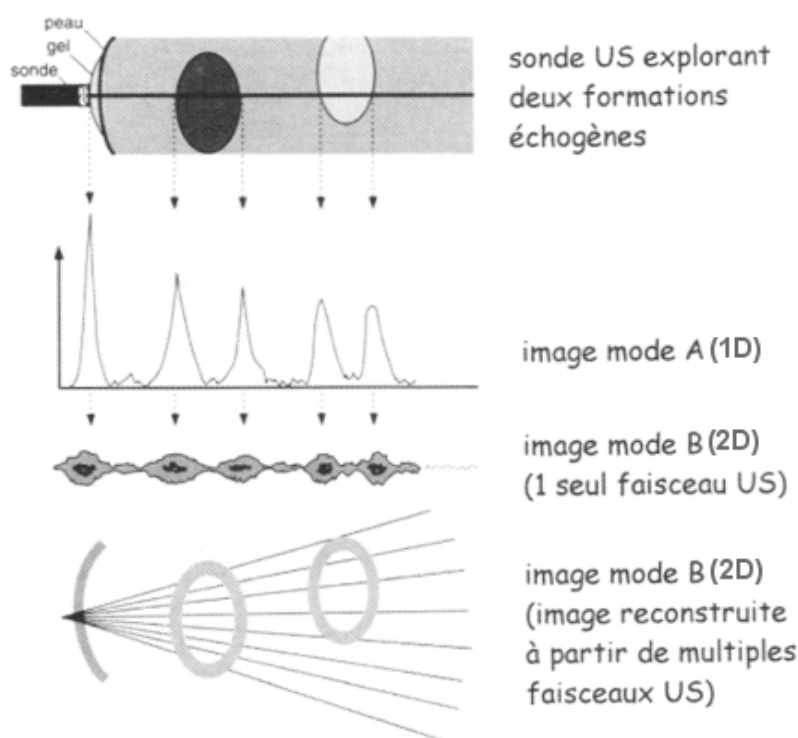 peau
gel
sonde
sonde US explorant
deux formations
échogènes
image mode A (1D)
image mode B (2D)
(1 seul faisceau US)
image mode B (2D)
(image reconstruite
à partir de multiples
faisceaux US)